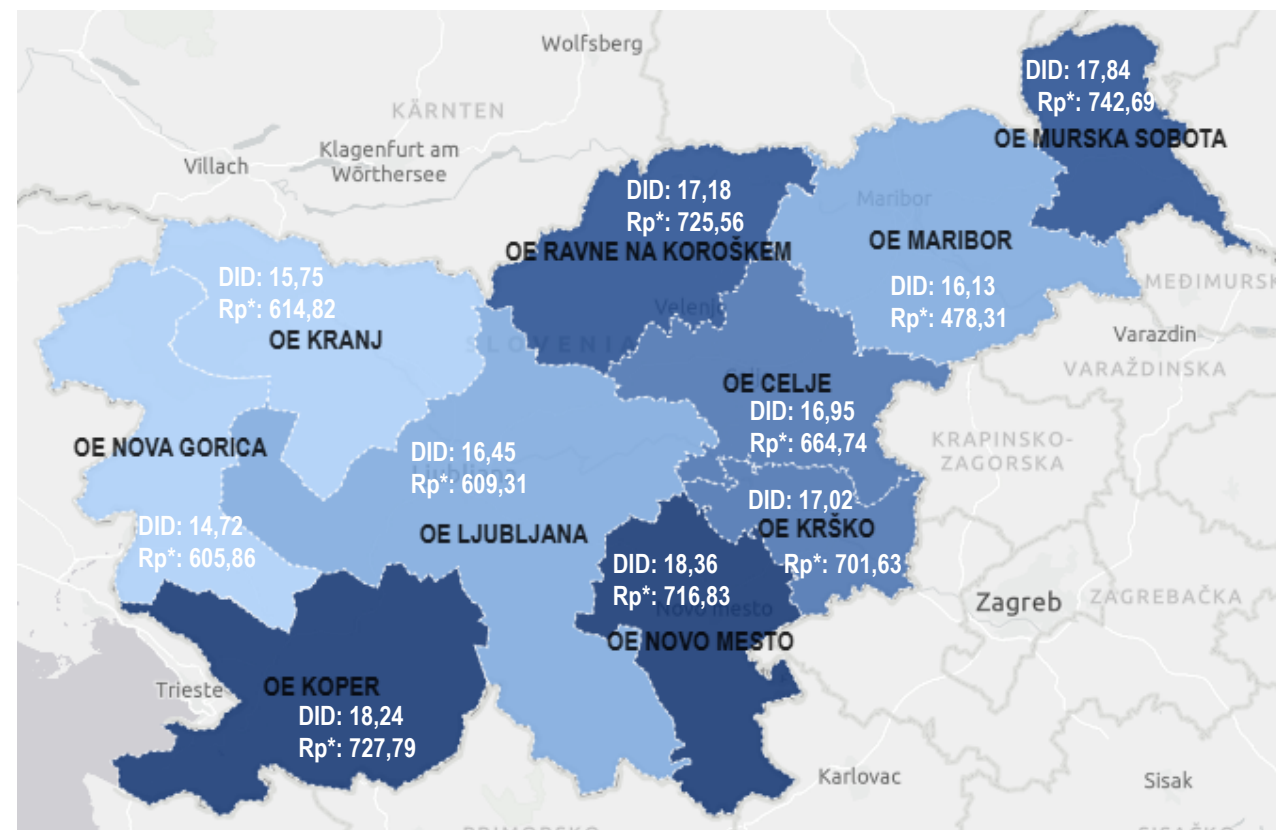 Wolfsberg
DID: 17,84
Rp*: 742,69
OE MURSKA SOBOTA
KÄRNTEN
Klagenfurt am
Wörthersee
Villach
DID: 17,18
Rp*: 725,56
OE RAVNE NA KOROŠKEM
Maribor
OE MARIBOR
DID: 16,13
Rp*: 478,31
MEĐIMURSK
DID: 15,75
Rp*: 614,82
OE KRANJ
Velenje
SLOVENIA
Varazdin
VARAŽDINSKA
OE CELJE
DID: 16,95
Rp*: 664,74
KRAPINSKO-
ZAGORSKA
OE NOVA GORICA
DID: 16,45
Ljubljana
Rp*: 609,31
DID: 17,02
OE KRŠKO
Rp*: 701,63
DID: 14,72
Rp*: 605,86
OE LJUBLJANA
DID: 18,36
Rp*: 716,83
Novo mesto
OE NOVO MESTO
Zagreb
ZAGREBAČKA
Trieste
OE KOPER
DID: 18,24
Rp*: 727,79
Karlovac
Sisak